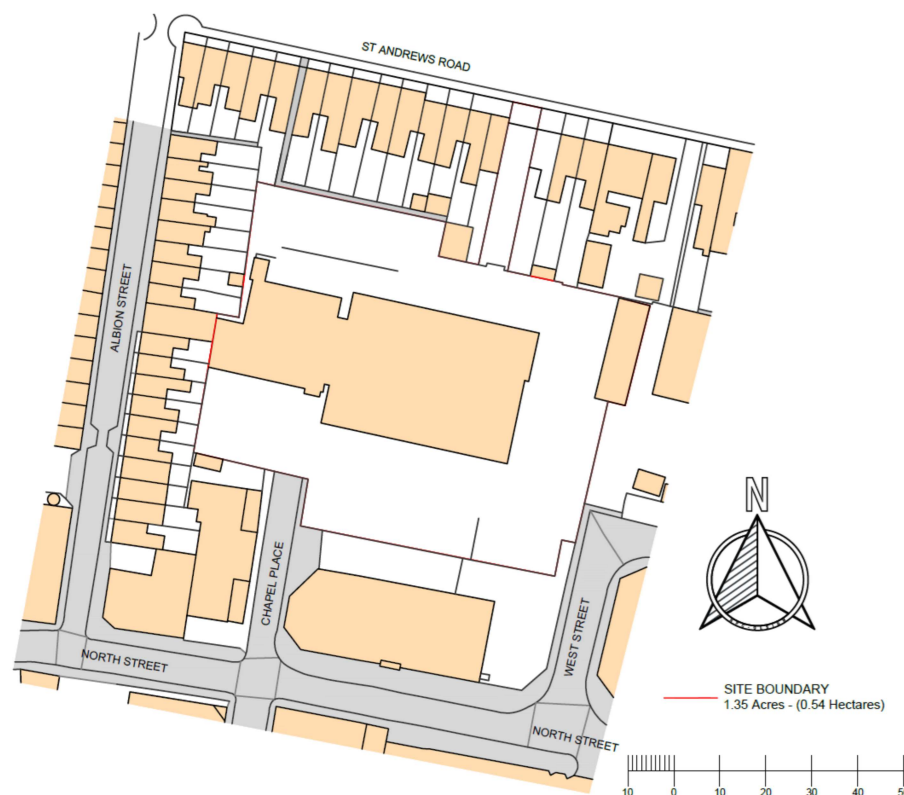 ST ANDREWS ROAD
ALBION STREET
CHAPEL PLACE
WEST STREET
NORTH STREET
NORTH STREET
N
SITE BOUNDARY
1.35 Acres - (0.54 Hectares)
10 0 10 20 30 40 50